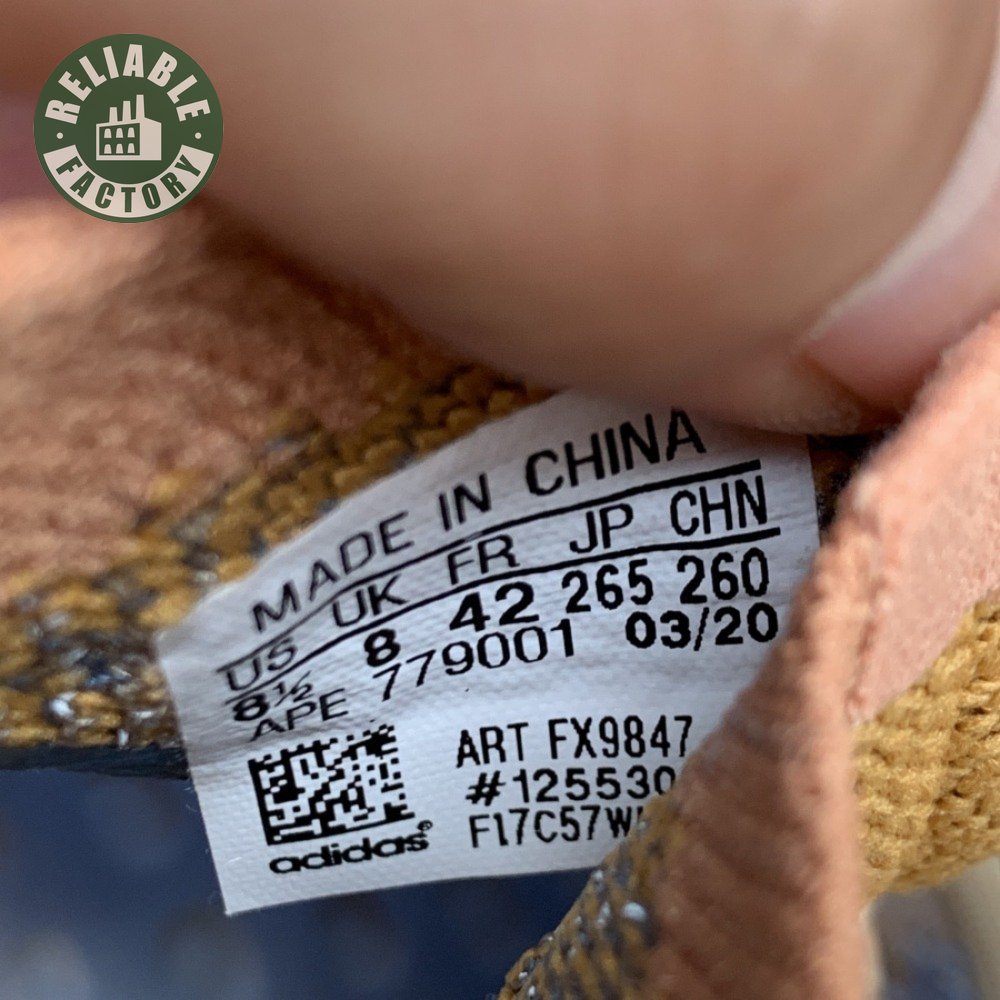 RELIABLE
FACTORY
MADE IN CHINA
US UK FR JP CHN
8½ 8 42 265 260
APE 779001 03/20
ART FX9847
#1255530
F17C57W
adidas®